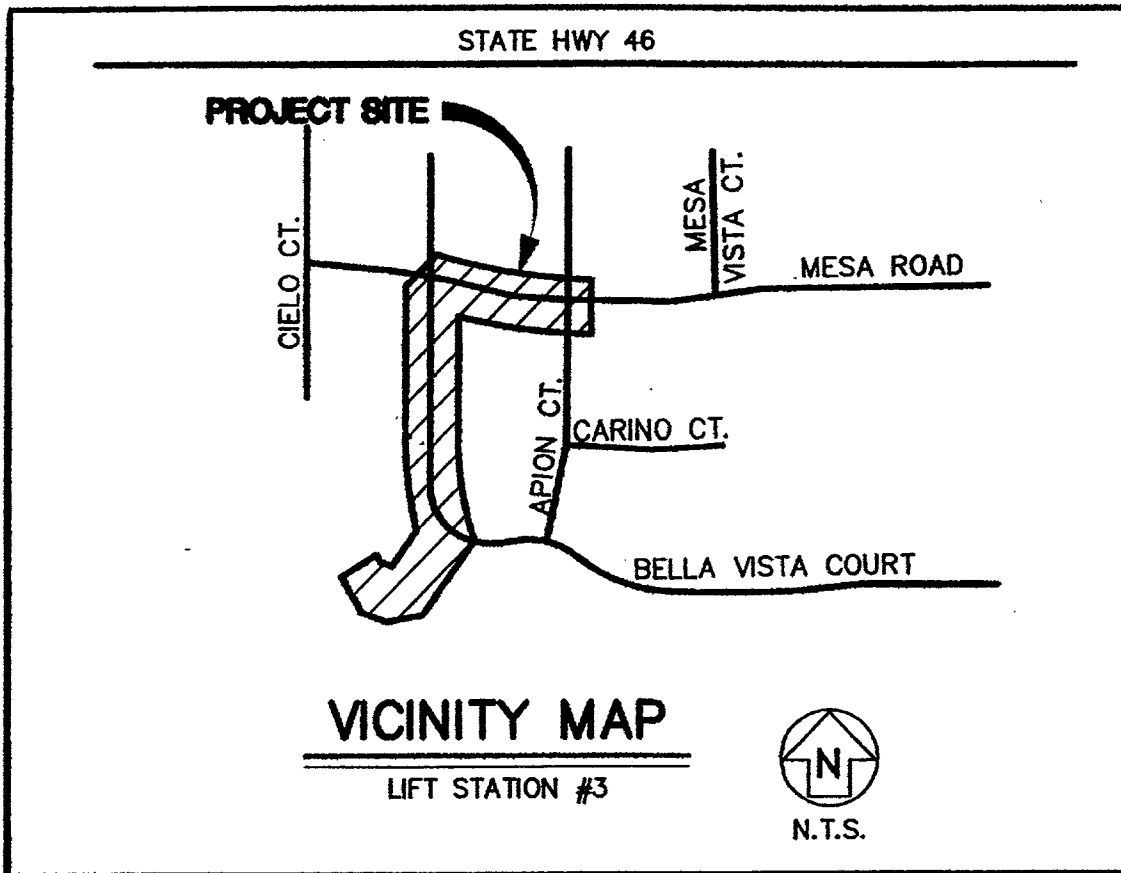 STATE HWY 46
PROJECT SITE
CIELO CT.
MESA
VISTA CT.
MESA ROAD
APION CT.
CARINO CT.
BELLA VISTA COURT
VICINITY MAP
LIFT STATION #3
N
N.T.S.